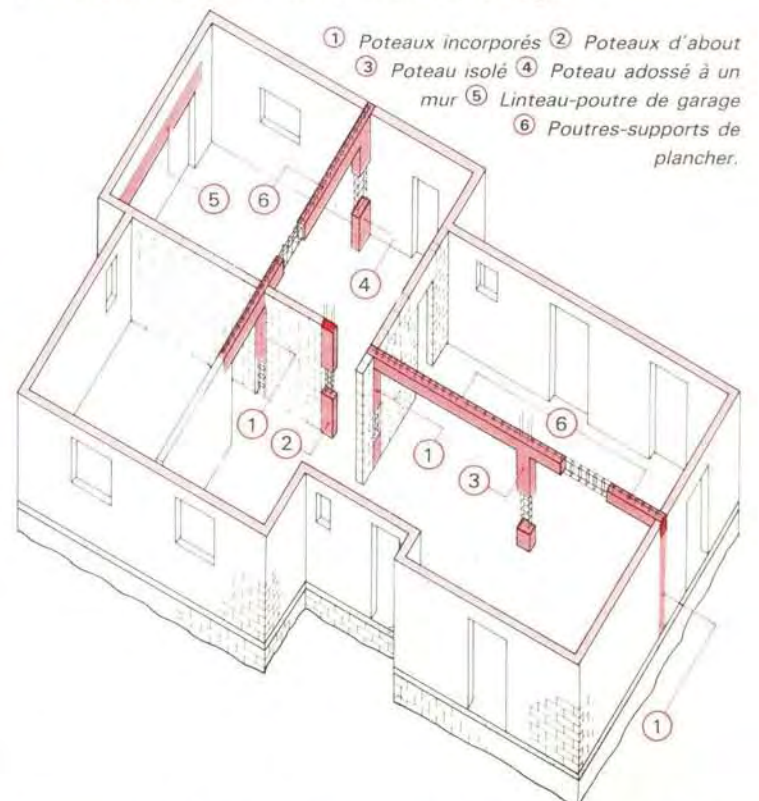 ① Poteaux incorporés ② Poteaux d'about
③ Poteau isolé ④ Poteau adossé à un
mur ⑤ Linteau-poutre de garage
⑥ Poutres-supports de
plancher.
⑤ ⑥
④
① ②
⑥
①
③
①